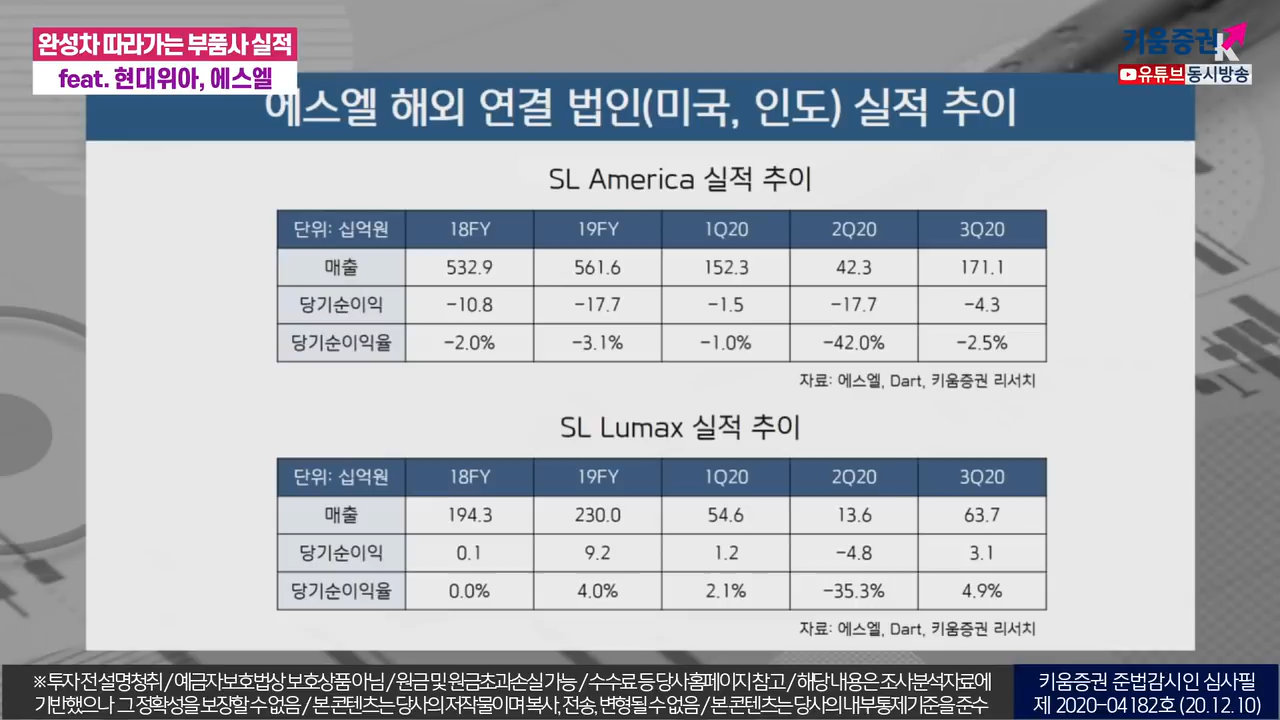 완성차 따라가는 부품사 실적
feat. 현대위아, 에스엘
키움증권
유튜브 동시방송
에스엘 해외 연결 법인(미국, 인도) 실적 추이
SL America 실적 추이
단위: 십억원 18FY 19FY 1Q20 2Q20 3Q20
매출 532.9 561.6 152.3 42.3 171.1
당기순이익 −10.8 −17.7 −1.5 −17.7 −4.3
당기순이익율 −2.0% −3.1% −1.0% −42.0% −2.5%
자료: 에스엘, Dart, 키움증권 리서치
SL Lumax 실적 추이
단위: 십억원 18FY 19FY 1Q20 2Q20 3Q20
매출 194.3 230.0 54.6 13.6 63.7
당기순이익 0.1 9.2 1.2 −4.8 3.1
당기순이익율 0.0% 4.0% 2.1% −35.3% 4.9%
자료: 에스엘, Dart, 키움증권 리서치
※ 투자 전 설명청취 / 예금자보호법상 보호상품 아님 / 원금 및 원금초과손실 가능 / 수수료 등 당사 홈페이지 참고 / 해당 내용은 조사분석자료에
기반했으나 그 정확성을 보장할 수 없음 / 본 콘텐츠는 당사의 저작물이며 복사, 전송, 변형될 수 없음 / 본 콘텐츠는 당사의 내부통제기준을 준수
키움증권 준법감시인 심사필
제 2020-04182호 (20.12.10)